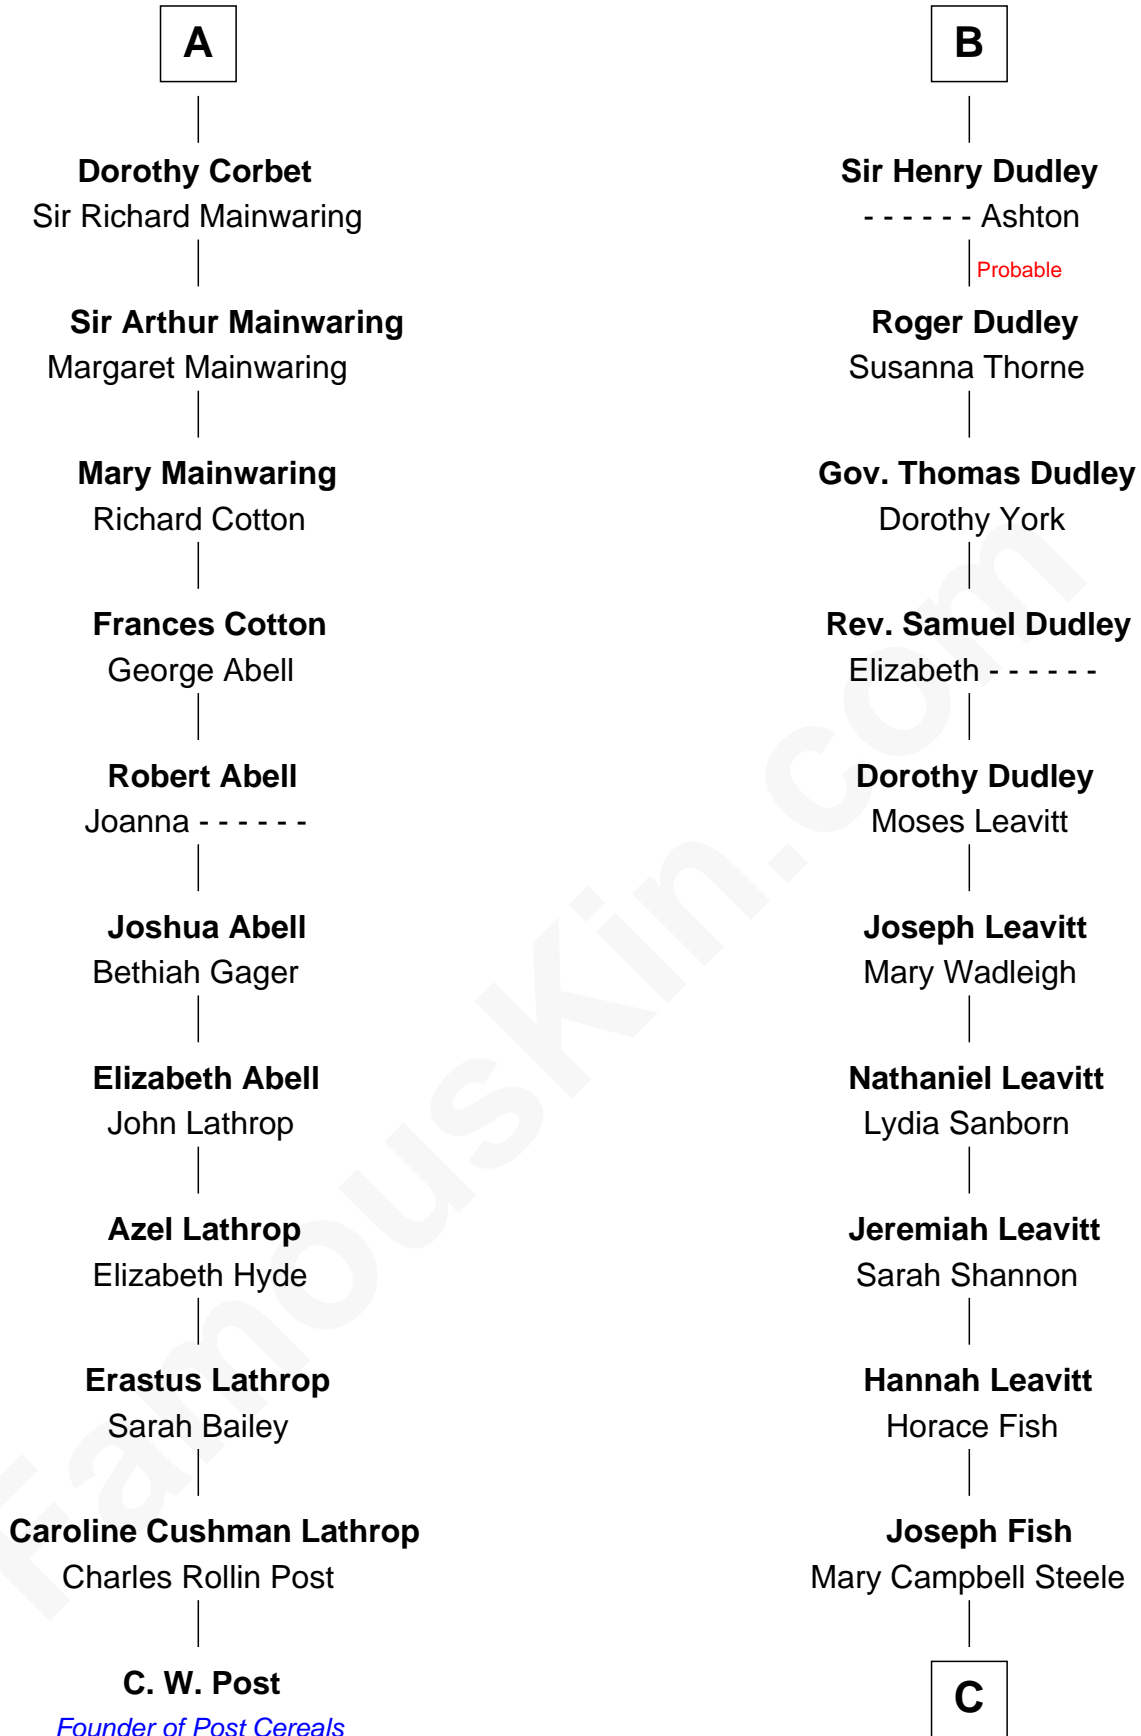 A
Dorothy Corbet
Sir Richard Mainwaring
Sir Arthur Mainwaring
Margaret Mainwaring
Mary Mainwaring
Richard Cotton
Frances Cotton
George Abell
Robert Abell
Joanna - - - - - -
Joshua Abell
Bethiah Gager
Elizabeth Abell
John Lathrop
Azel Lathrop
Elizabeth Hyde
Erastus Lathrop
Sarah Bailey
Caroline Cushman Lathrop
Charles Rollin Post
C. W. Post
Founder of Post Cereals
B
Sir Henry Dudley
- - - - - - Ashton
Probable
Roger Dudley
Susanna Thorne
Gov. Thomas Dudley
Dorothy York
Rev. Samuel Dudley
Elizabeth - - - - - -
Dorothy Dudley
Moses Leavitt
Joseph Leavitt
Mary Wadleigh
Nathaniel Leavitt
Lydia Sanborn
Jeremiah Leavitt
Sarah Shannon
Hannah Leavitt
Horace Fish
Joseph Fish
Mary Campbell Steele
C
FamousKin.com